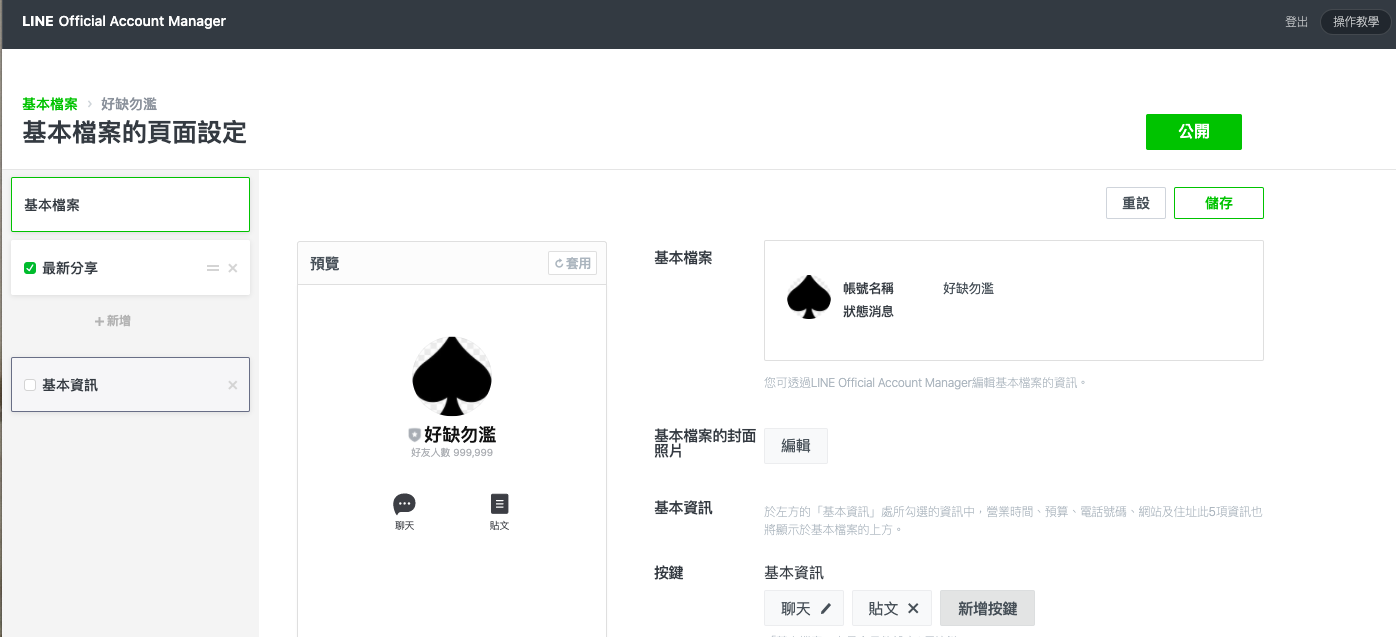 LINE Official Account Manager
登出
操作教學
基本檔案 › 好缺勿濫
基本檔案的頁面設定
公開
基本檔案
最新分享
+ 新增
基本資訊
重設
儲存
預覽
套用
好缺勿濫
好友人數 999,999
聊天
貼文
基本檔案
帳號名稱 好缺勿濫
狀態消息
您可透過LINE Official Account Manager編輯基本檔案的資訊。
基本檔案的封面
照片
編輯
基本資訊
於左方的「基本資訊」處所勾選的資訊中，營業時間、預算、電話號碼、網站及住址此5項資訊也
將顯示於基本檔案的上方。
按鍵
基本資訊
聊天
貼文
新增按鍵